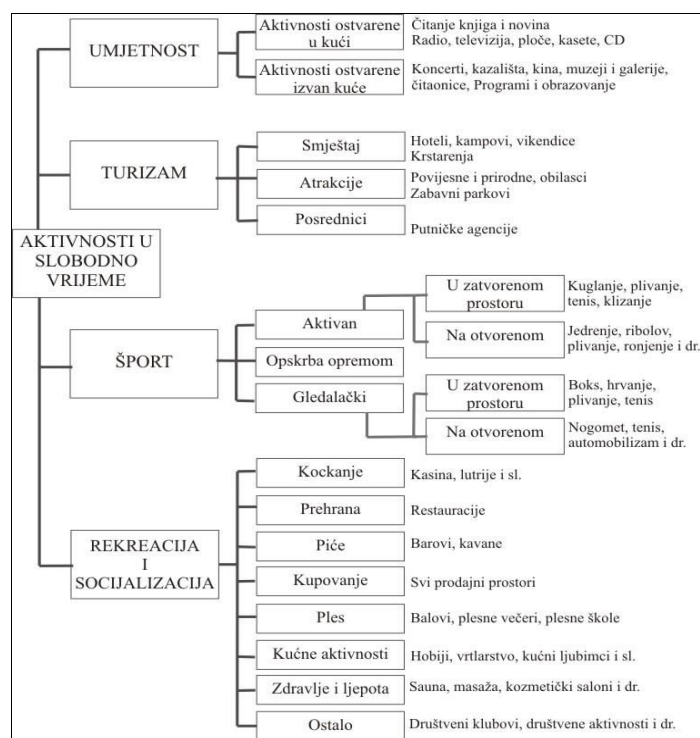 AKTIVNOSTI U
SLOBODNO
VRIJEME
UMJETNOST
Aktivnosti ostvarene
u kući
Čitanje knjiga i novina
Radio, televizija, ploče, kasete, CD
Aktivnosti ostvarene
izvan kuće
Koncerti, kazališta, kina, muzeji i galerije,
čitaonice, Programi i obrazovanje
TURIZAM
Smještaj
Hoteli, kampovi, vikendice
Krstarenja
Atrakcije
Povijesne i prirodne, obilasci
Zabavni parkovi
Posrednici
Putničke agencije
ŠPORT
Aktivan
U zatvorenom
prostoru
Kuglanje, plivanje,
tenis, klizanje
Na otvorenom
Jedrenje, ribolov,
plivanje, ronjenje i dr.
Opskrba opremom
Gledalački
U zatvorenom
prostoru
Boks, hrvanje,
plivanje, tenis
Na otvorenom
Nogomet, tenis,
automobilizam i dr.
REKREACIJA
I
SOCIJALIZACIJA
Kockanje
Kasina, lutrije i sl.
Prehrana
Restauracije
Piće
Barovi, kavane
Kupovanje
Svi prodajni prostori
Ples
Balovi, plesne večeri, plesne škole
Kućne aktivnosti
Hobiji, vrtlarstvo, kućni ljubimci i sl.
Zdravlje i ljepota
Sauna, masaža, kozmetički saloni i dr.
Ostalo
Društveni klubovi, društvene aktivnosti i dr.